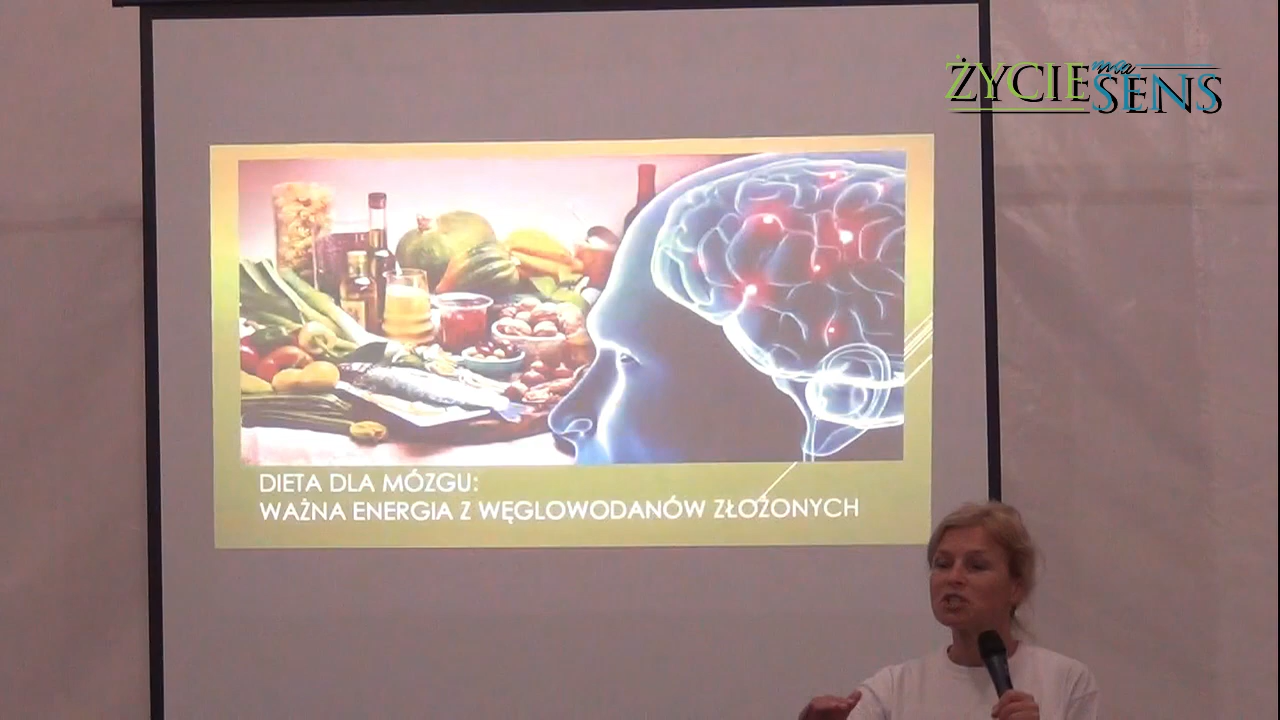 ŻYCIE ma SENS
DIETA DLA MÓZGU:
WAŻNA ENERGIA Z WĘGLOWODANÓW ZŁOŻONYCH